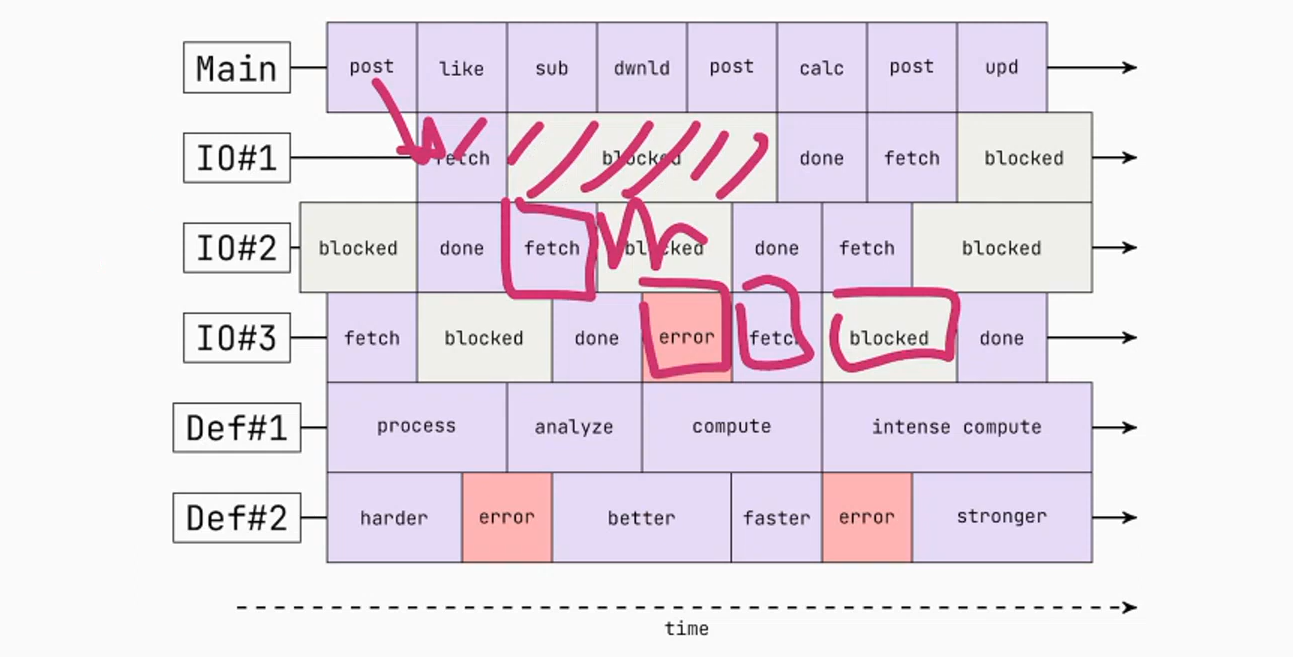 Main post like sub dwnld post calc post upd
IO#1 fetch blocked done fetch blocked
IO#2 blocked done fetch blocked done fetch blocked
IO#3 fetch blocked done error fetch blocked done
Def#1 process analyze compute intense compute
Def#2 harder error better faster error stronger
time